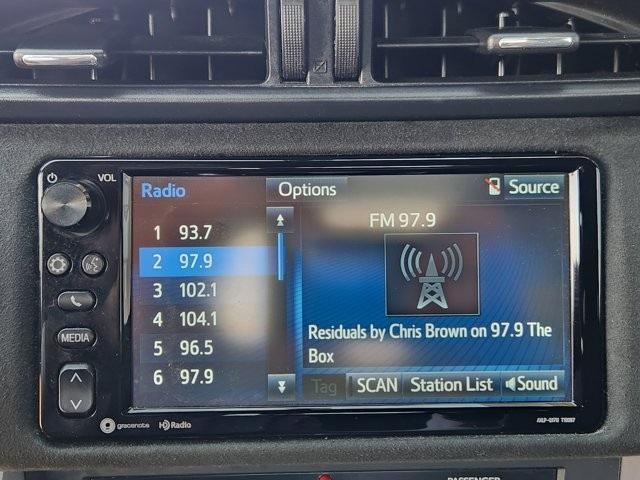 VOL
Radio
Options
Source
1 93.7
2 97.9
3 102.1
4 104.1
5 96.5
6 97.9
FM 97.9
Residuals by Chris Brown on 97.9 The
Box
Tag
SCAN
Station List
Sound
MEDIA
gracenote
HD Radio
PASSENGER